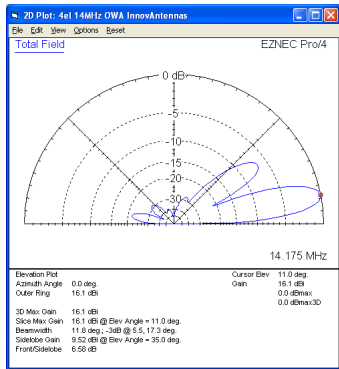 2D Plot: 4el 14MHz OWA InnovAntennas
File Edit View Options Reset
Total Field EZNEC Pro/4
0 dB
-5
-10
-15
-20
-30
14.175 MHz
Elevation Plot Cursor Elev 11.0 deg.
Azimuth Angle 0.0 deg. Gain 16.1 dBi
Outer Ring 16.1 dBi 0.0 dBmax
0.0 dBmax3D
3D Max Gain 16.1 dBi
Slice Max Gain 16.1 dBi @ Elev Angle = 11.0 deg.
Beamwidth 11.8 deg.; -3dB @ 5.5, 17.3 deg.
Sidelobe Gain 9.52 dBi @ Elev Angle = 35.0 deg.
Front/Sidelobe 6.58 dB